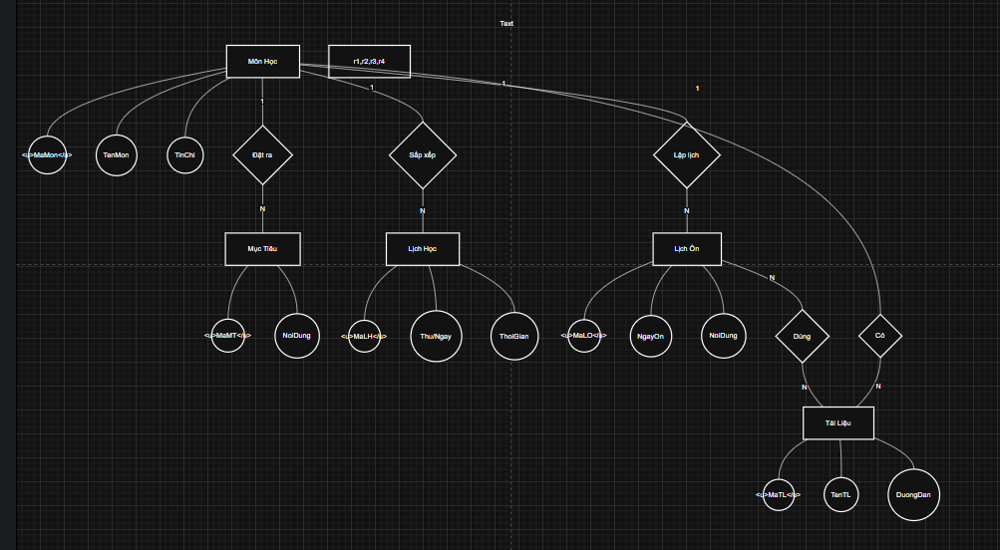 Text
Môn Học
r1,r2,r3,r4
1
1
1
1
<u>MaMon</u>
TenMon
TinChi
Đặt ra
Sắp xếp
Lập lịch
N
N
N
Mục Tiêu
Lịch Học
Lịch Ôn
N
<u>MaMT</u>
NoiDung
<u>MaLH</u>
Thu/Ngay
ThoiGian
<u>MaLO</u>
NgayOn
NoiDung
Dùng
Có
N
N
Tài Liệu
<u>MaTL</u>
TenTL
DuongDan